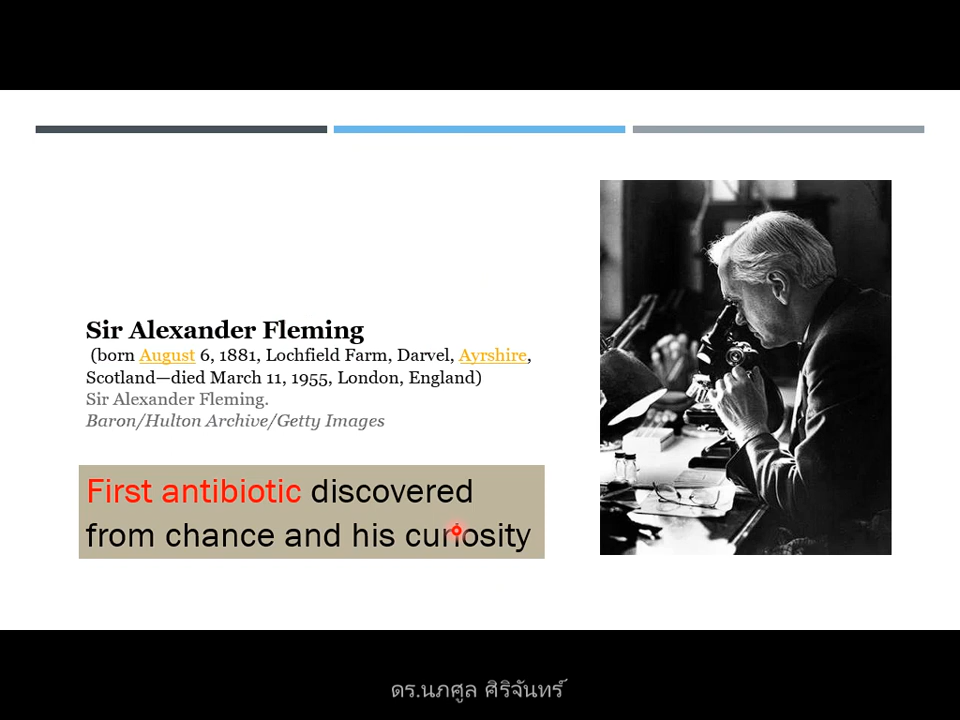 Sir Alexander Fleming
(born August 6, 1881, Lochfield Farm, Darvel, Ayrshire,
Scotland—died March 11, 1955, London, England)
Sir Alexander Fleming.
Baron/Hulton Archive/Getty Images
First antibiotic discovered
from chance and his curiosity
ดร.นภศูล ศิริจันทร์